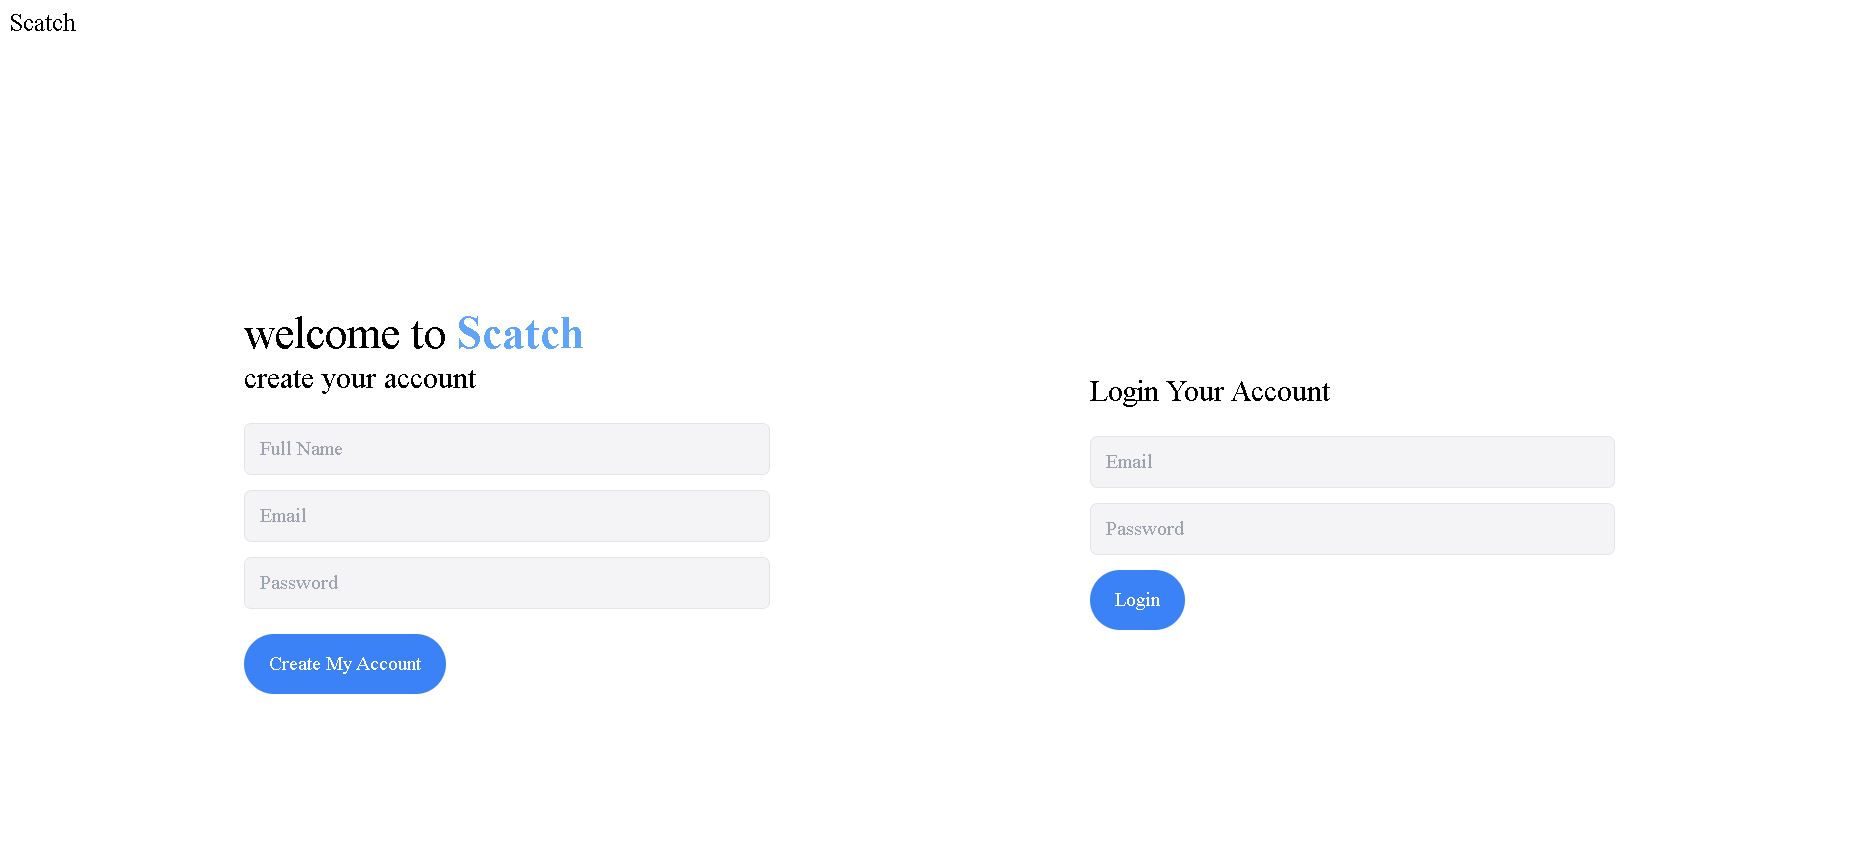 Scatch
welcome to Scatch
create your account
Full Name
Email
Password
Create My Account
Login Your Account
Email
Password
Login